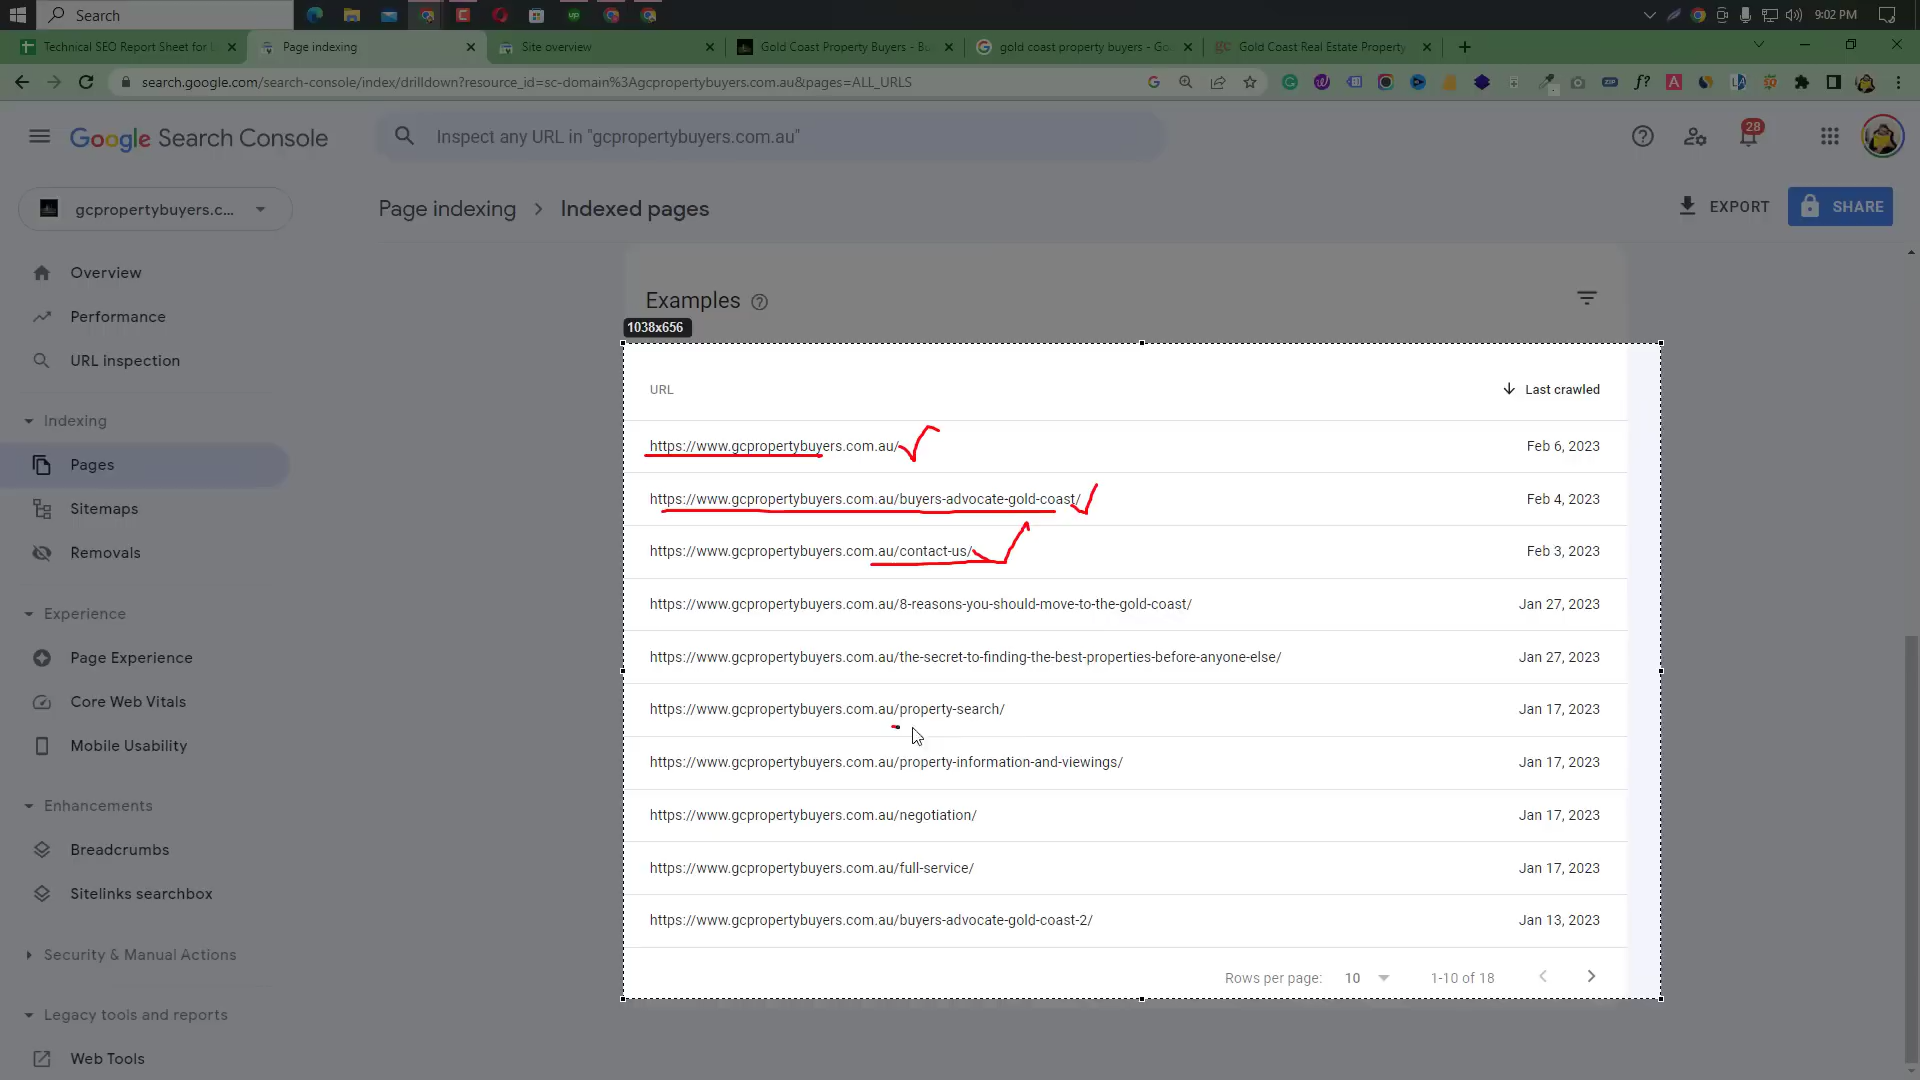 Search
9:02 PM
Technical SEO Report Sheet for
Page indexing
Site overview
Gold Coast Property Buyers - Bu
gold coast property buyers - Go
Gold Coast Real Estate Property
search.google.com/search-console/index/drilldown?resource_id=sc-domain%3Agcpropertybuyers.com.au&pages=ALL_URLS
Google Search Console
Inspect any URL in "gcpropertybuyers.com.au"
28
gcpropertybuyers.c...
Page indexing > Indexed pages
EXPORT
SHARE
Overview
Performance
URL inspection
Indexing
Pages
Sitemaps
Removals
Experience
Page Experience
Core Web Vitals
Mobile Usability
Enhancements
Breadcrumbs
Sitelinks searchbox
Security & Manual Actions
Legacy tools and reports
Web Tools
Examples
1038x656
URL Last crawled
https://www.gcpropertybuyers.com.au/ Feb 6, 2023
https://www.gcpropertybuyers.com.au/buyers-advocate-gold-coast/ Feb 4, 2023
https://www.gcpropertybuyers.com.au/contact-us/ Feb 3, 2023
https://www.gcpropertybuyers.com.au/8-reasons-you-should-move-to-the-gold-coast/ Jan 27, 2023
https://www.gcpropertybuyers.com.au/the-secret-to-finding-the-best-properties-before-anyone-else/ Jan 27, 2023
https://www.gcpropertybuyers.com.au/property-search/ Jan 17, 2023
https://www.gcpropertybuyers.com.au/property-information-and-viewings/ Jan 17, 2023
https://www.gcpropertybuyers.com.au/negotiation/ Jan 17, 2023
https://www.gcpropertybuyers.com.au/full-service/ Jan 17, 2023
https://www.gcpropertybuyers.com.au/buyers-advocate-gold-coast-2/ Jan 13, 2023
Rows per page: 10 1-10 of 18